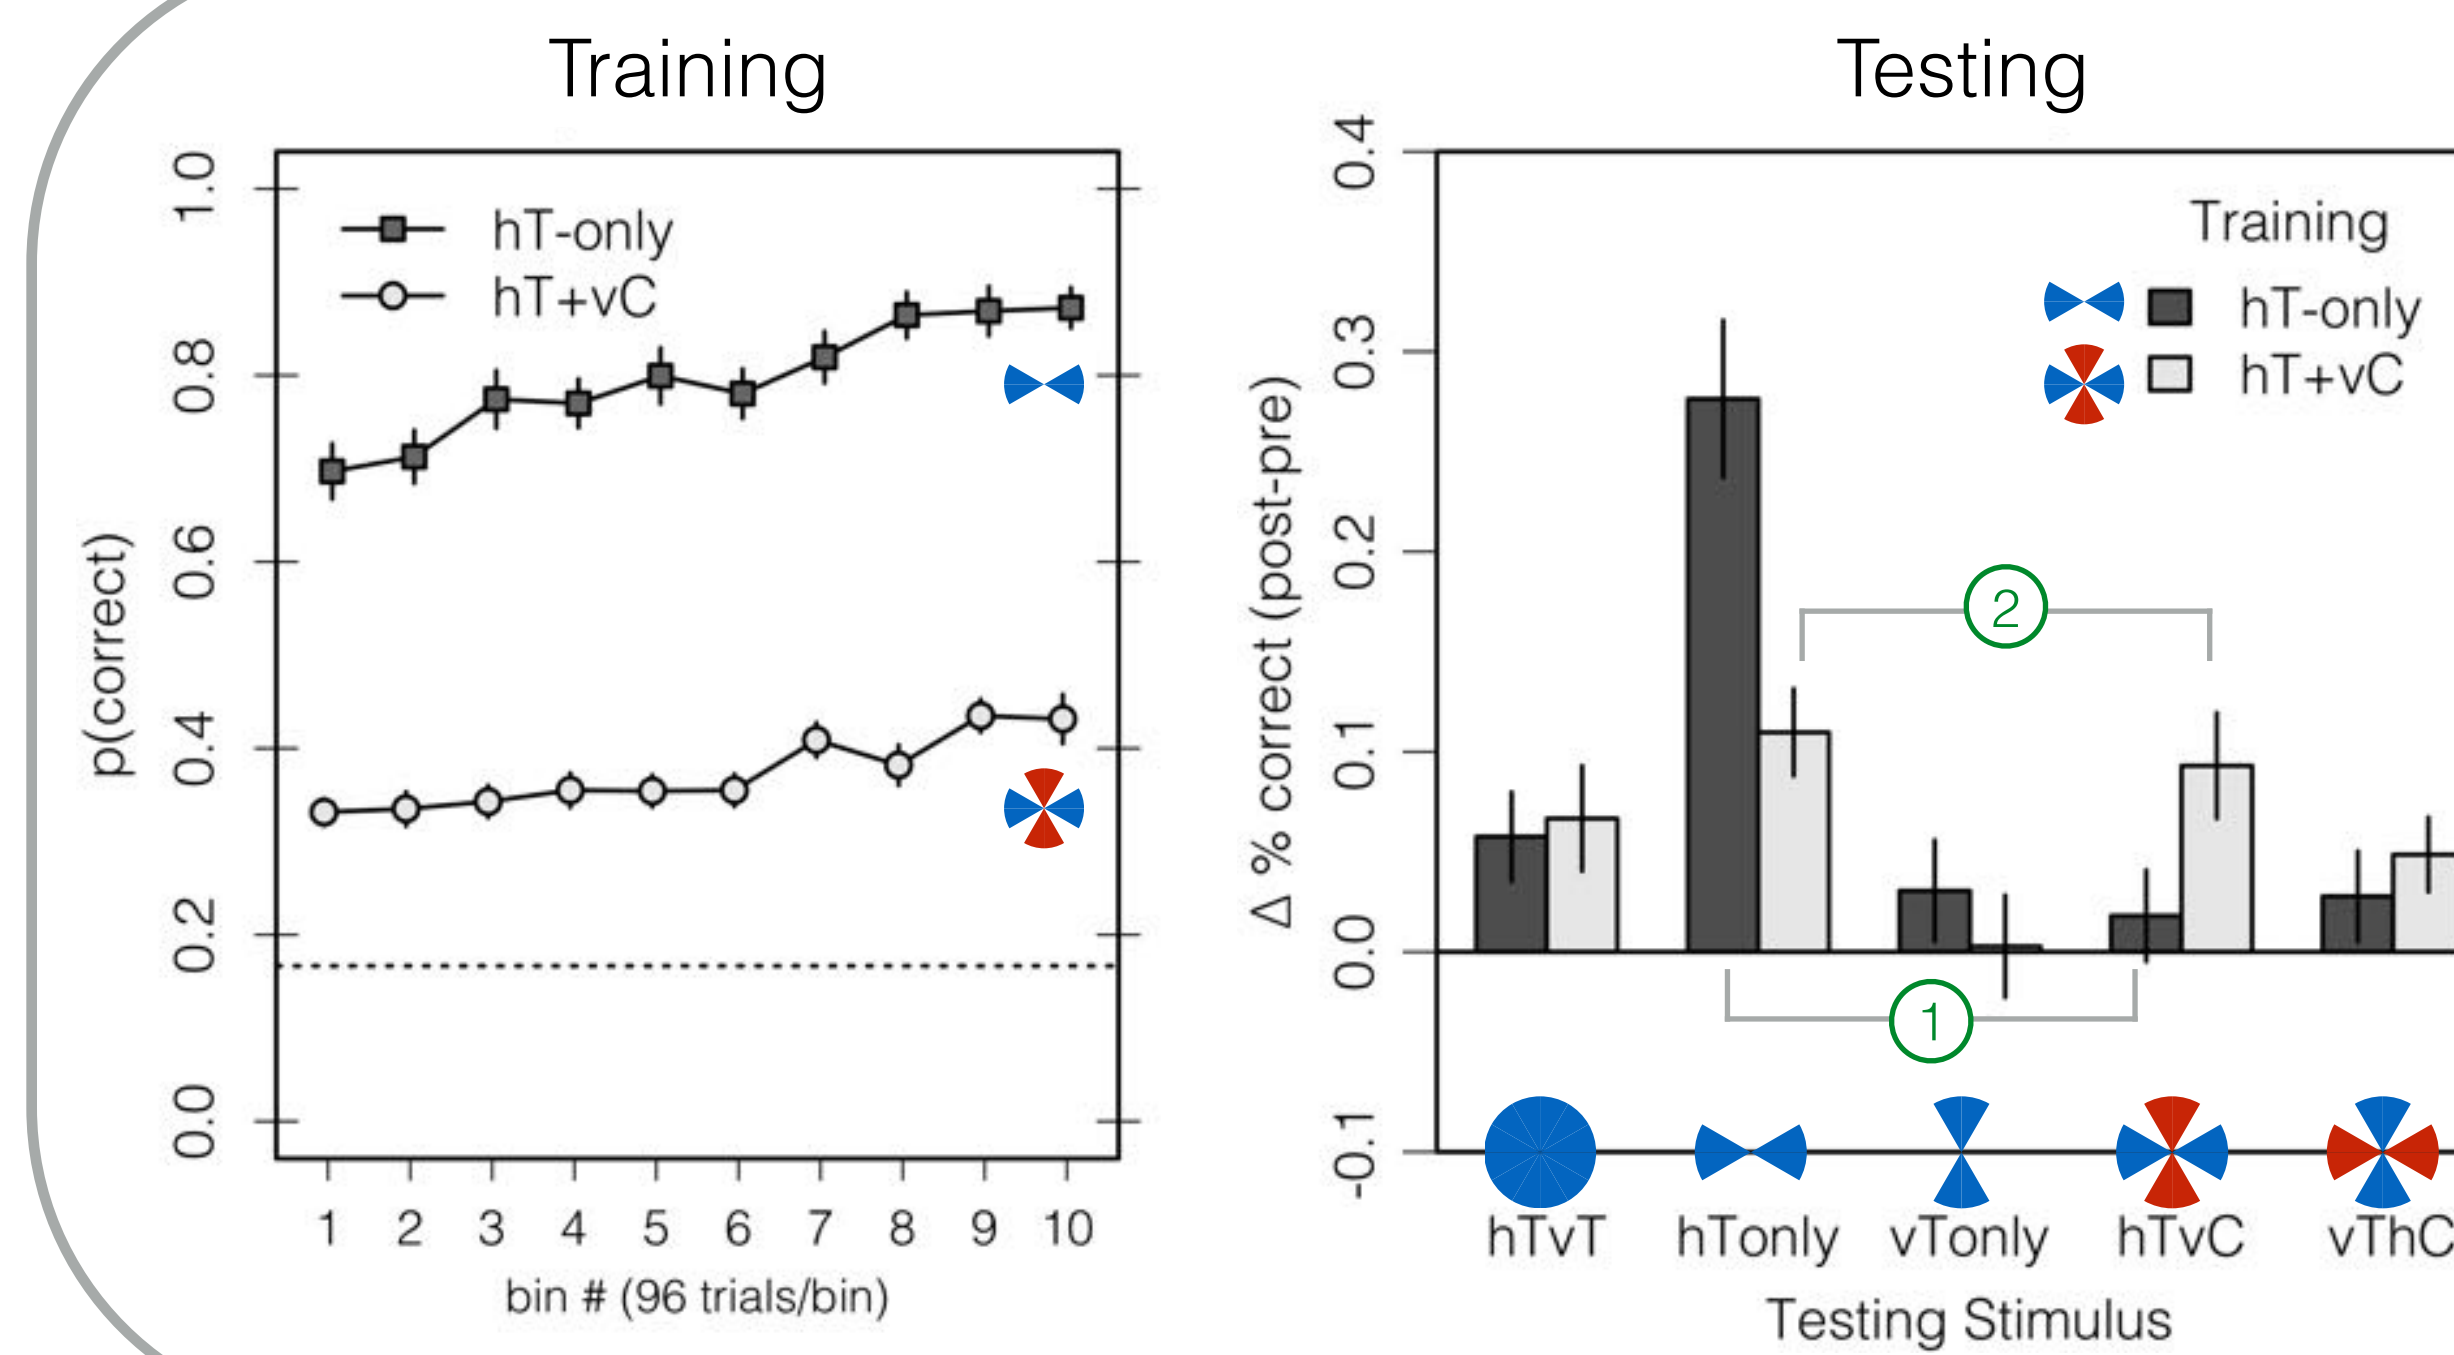 Training
1.0
0.8
0.6
0.4
0.2
0.0
p(correct)
hT-only
hT+vC
1 2 3 4 5 6 7 8 9 10
bin # (96 trials/bin)
Testing
0.4
0.3
0.2
0.1
0.0
-0.1
Δ % correct (post-pre)
Training
hT-only
hT+vC
2
1
hTvT hTonly vTonly hTvC vThC
Testing Stimulus